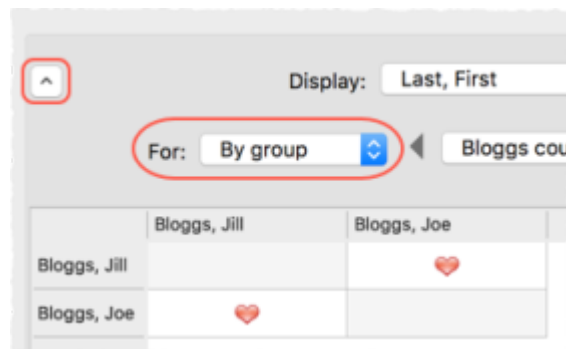 Display: Last, First
For: By group Bloggs cou
Bloggs, Jill Bloggs, Joe
Bloggs, Jill
Bloggs, Joe